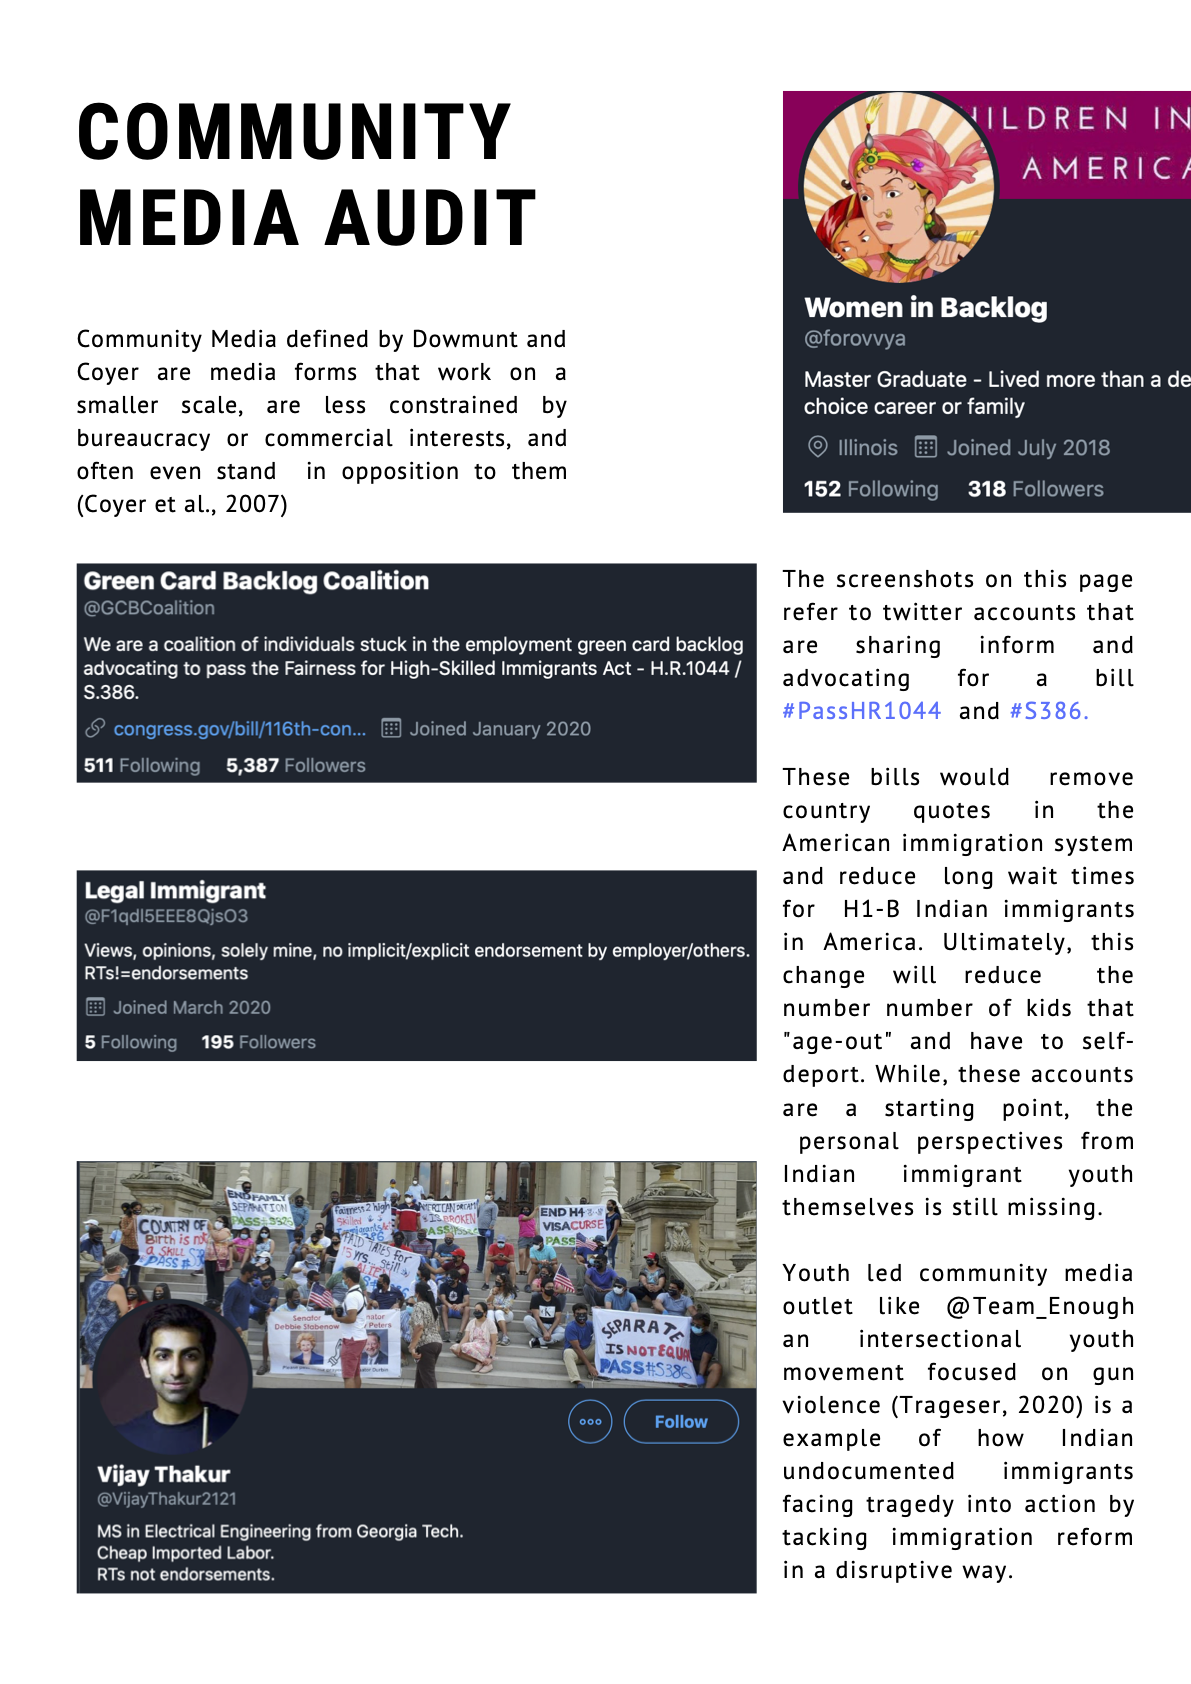 COMMUNITY
MEDIA AUDIT
Community Media defined by Dowmunt and
Coyer are media forms that work on a
smaller scale, are less constrained by
bureaucracy or commercial interests, and
often even stand in opposition to them
(Coyer et al., 2007)
HILDREN IN
AMERICA
Women in Backlog
@forovvya
Master Graduate - Lived more than a de
choice career or family
Illinois Joined July 2018
152 Following 318 Followers
Green Card Backlog Coalition
@GCBCoalition
We are a coalition of individuals stuck in the employment green card backlog
advocating to pass the Fairness for High-Skilled Immigrants Act - H.R.1044 /
S.386.
congress.gov/bill/116th-con... Joined January 2020
511 Following 5,387 Followers
Legal Immigrant
@F1qdl5EEE8QjsO3
Views, opinions, solely mine, no implicit/explicit endorsement by employer/others.
RTs!=endorsements
Joined March 2020
5 Following 195 Followers
END FAMILY
SEPARATION
PASS#S386
COUNTRY OF
Birth is not
a SKILL
PASS #S
fairness 2 high
Skilled
Immigrants
PAID TAXES for
15 yrs. still
ALIEN
AMERICAN DREAM
IS BROKEN
PASS#S386
END H4
VISA CURSE
PASS
Senator
Debbie Stabenow
nator
Peters
SEPARATE
IS NOT EQUAL
PASS#S386
Follow
Vijay Thakur
@VijayThakur2121
MS in Electrical Engineering from Georgia Tech.
Cheap Imported Labor.
RTs not endorsements.
The screenshots on this page
refer to twitter accounts that
are sharing inform and
advocating for a bill
#PassHR1044 and #S386.
These bills would remove
country quotes in the
American immigration system
and reduce long wait times
for H1-B Indian immigrants
in America. Ultimately, this
change will reduce the
number number of kids that
"age-out" and have to self-
deport. While, these accounts
are a starting point, the
personal perspectives from
Indian immigrant youth
themselves is still missing.
Youth led community media
outlet like @Team_Enough
an intersectional youth
movement focused on gun
violence (Trageser, 2020) is a
example of how Indian
undocumented immigrants
facing tragedy into action by
tacking immigration reform
in a disruptive way.